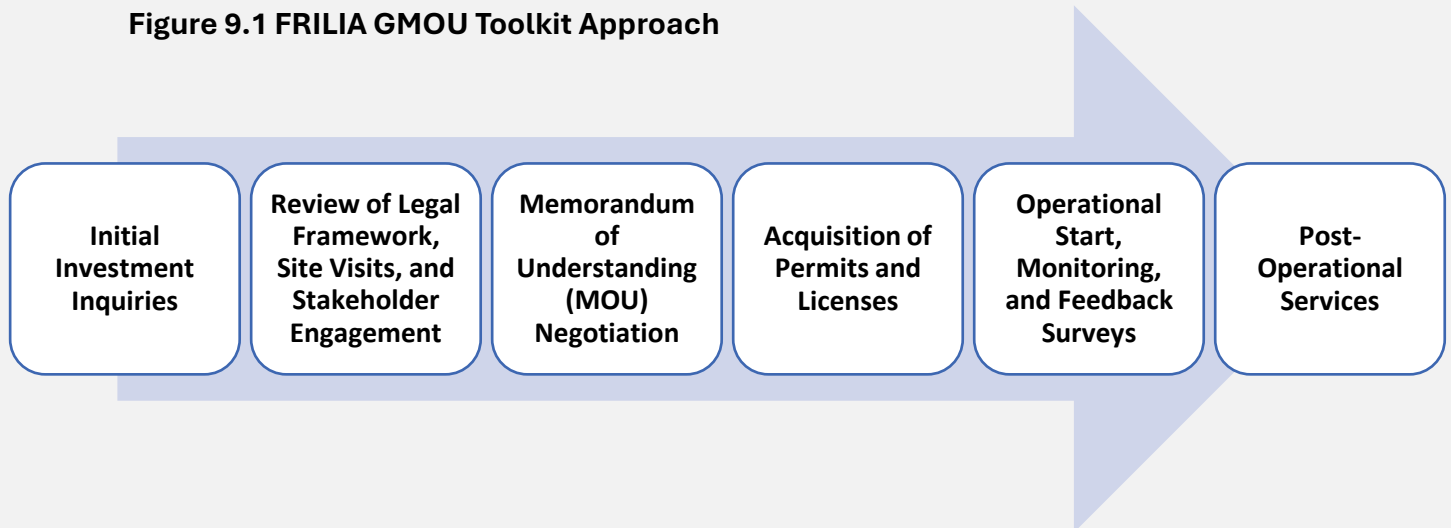 Figure 9.1 FRILIA GMOU Toolkit Approach
Initial
Investment
Inquiries
Review of Legal
Framework,
Site Visits, and
Stakeholder
Engagement
Memorandum
of
Understanding
(MOU)
Negotiation
Acquisition of
Permits and
Licenses
Operational
Start,
Monitoring,
and Feedback
Surveys
Post-
Operational
Services